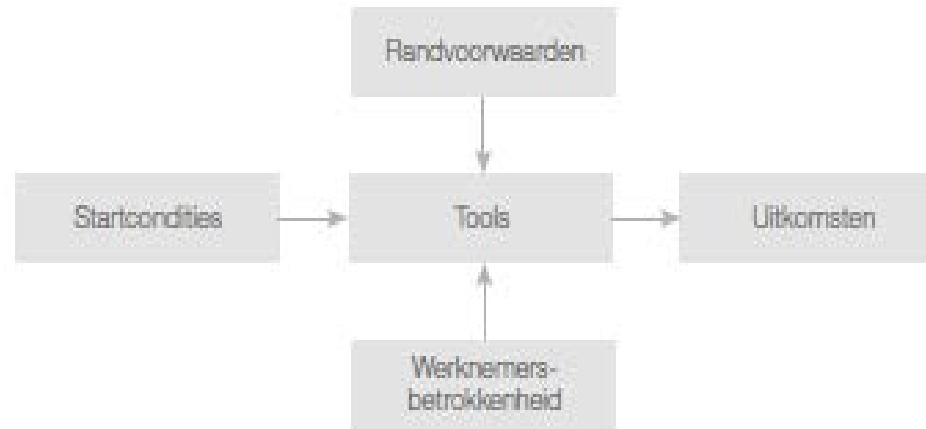 Randvoorwaarden
Startcondities
Tools
Uitkomsten
Werknemers-
betrokkenheid